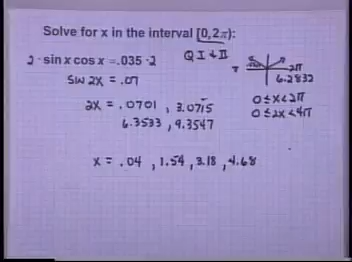 Solve for x in the interval [0,2π):
2·sin x cos x = .035·2
QI & II
SIN 2X = .07
π
2π
6.2832
2X = .0701 , 3.0715
0≤X<2π
6.3533 , 9.3547
0≤2X<4π
X = .04 , 1.54 , 3.18 , 4.68